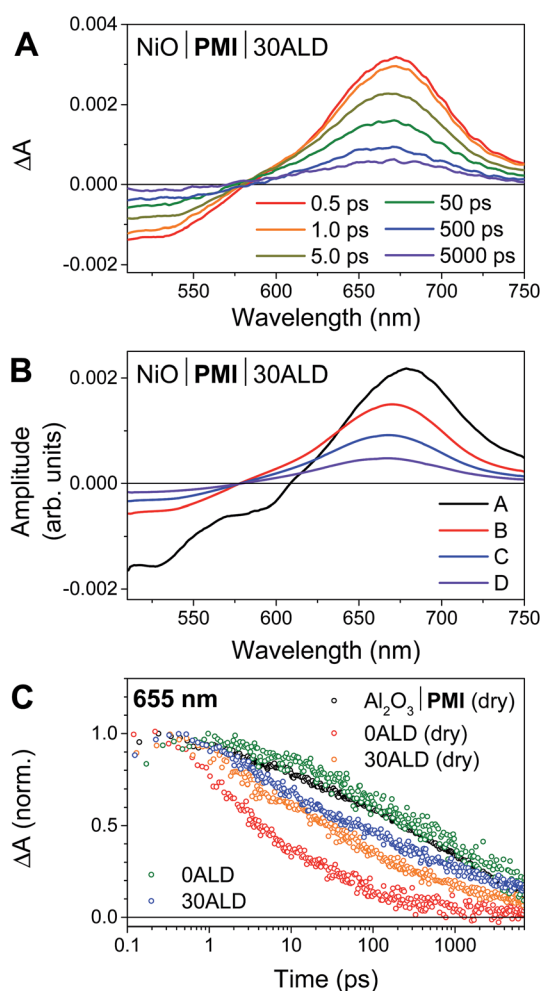 A
NiO | PMI | 30ALD
0.004
0.002
0.000
-0.002
ΔA
0.5 ps
50 ps
1.0 ps
500 ps
5.0 ps
5000 ps
550 600 650 700 750
Wavelength (nm)
B
NiO | PMI | 30ALD
0.002
0.000
-0.002
Amplitude
(arb. units)
A
B
C
D
550 600 650 700 750
Wavelength (nm)
C
655 nm
Al₂O₃ | PMI (dry)
0ALD (dry)
30ALD (dry)
1.0
0.5
0.0
ΔA (norm.)
0ALD
30ALD
0.1 1 10 100 1000
Time (ps)